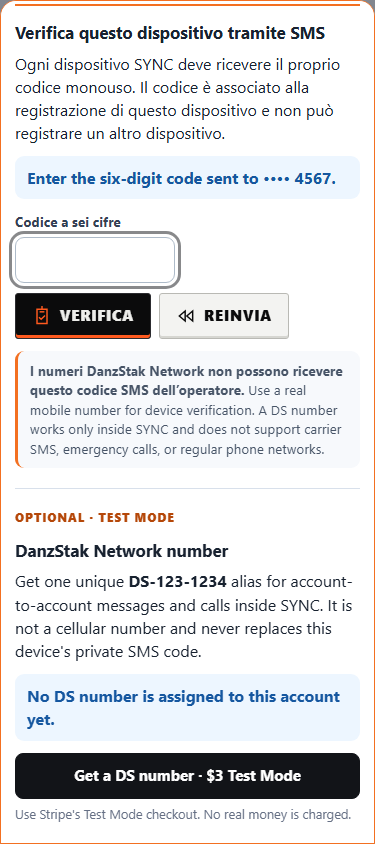 Verifica questo dispositivo tramite SMS
Ogni dispositivo SYNC deve ricevere il proprio
codice monouso. Il codice è associato alla
registrazione di questo dispositivo e non può
registrare un altro dispositivo.
Enter the six-digit code sent to •••• 4567.
Codice a sei cifre
VERIFICA
REINVIA
I numeri DanzStak Network non possono ricevere
questo codice SMS dell’operatore. Use a real
mobile number for device verification. A DS number
works only inside SYNC and does not support carrier
SMS, emergency calls, or regular phone networks.
OPTIONAL · TEST MODE
DanzStak Network number
Get one unique DS-123-1234 alias for account-
to-account messages and calls inside SYNC. It is
not a cellular number and never replaces this
device's private SMS code.
No DS number is assigned to this account
yet.
Get a DS number · $3 Test Mode
Use Stripe's Test Mode checkout. No real money is charged.